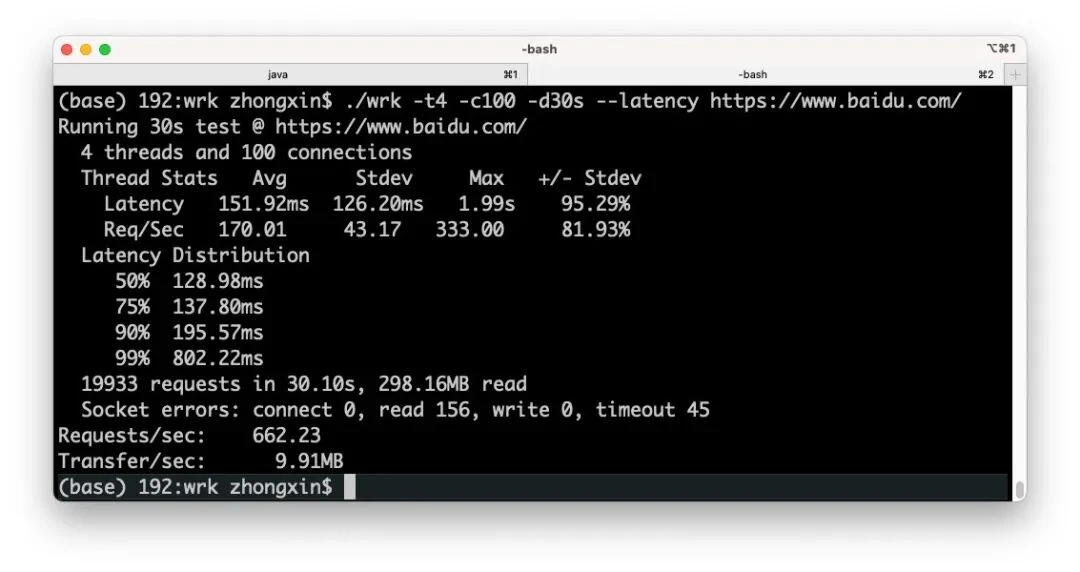 -bash ⌥⌘1
java ⌘1 -bash ⌘2 +
(base) 192:wrk zhongxin$ ./wrk -t4 -c100 -d30s --latency https://www.baidu.com/
Running 30s test @ https://www.baidu.com/
  4 threads and 100 connections
  Thread Stats   Avg      Stdev     Max   +/- Stdev
    Latency   151.92ms  126.20ms   1.99s    95.29%
    Req/Sec   170.01     43.17   333.00     81.93%
  Latency Distribution
     50%  128.98ms
     75%  137.80ms
     90%  195.57ms
     99%  802.22ms
  19933 requests in 30.10s, 298.16MB read
  Socket errors: connect 0, read 156, write 0, timeout 45
Requests/sec:    662.23
Transfer/sec:      9.91MB
(base) 192:wrk zhongxin$